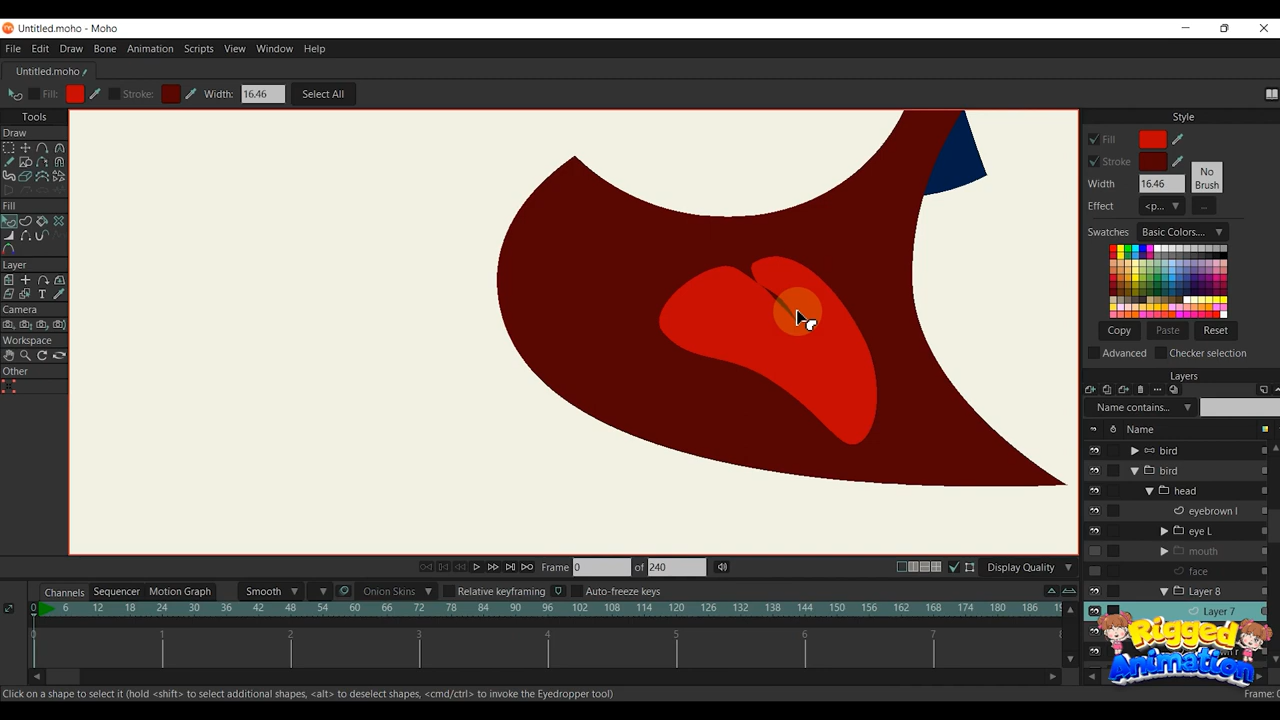 Untitled.moho - Moho
File Edit Draw Bone Animation Scripts View Window Help
Untitled.moho
Fill: Stroke: Width: 16.46 Select All
Tools
Draw
Fill
Layer
Camera
Workspace
Other
Style
Fill
Stroke
No
Brush
Width 16.46
Effect <p... ...
Swatches Basic Colors....
Copy Paste Reset
Advanced Checker selection
Layers
Name contains...
Name
bird
bird
head
eyebrown l
eye L
mouth
face
Layer 8
Layer 7
Rigged
Animation
Frame 0 of 240 Display Quality
Channels Sequencer Motion Graph Smooth Onion Skins Relative keyframing Auto-freeze keys
0 6 12 18 24 30 36 42 48 54 60 66 72 78 84 90 96 102 108 114 120 126 132 138 144 150 156 162 168 174 180 186
0 1 2 3 4 5 6 7
Click on a shape to select it (hold <shift> to select additional shapes, <alt> to deselect shapes, <cmd/ctrl> to invoke the Eyedropper tool)
Frame: 0